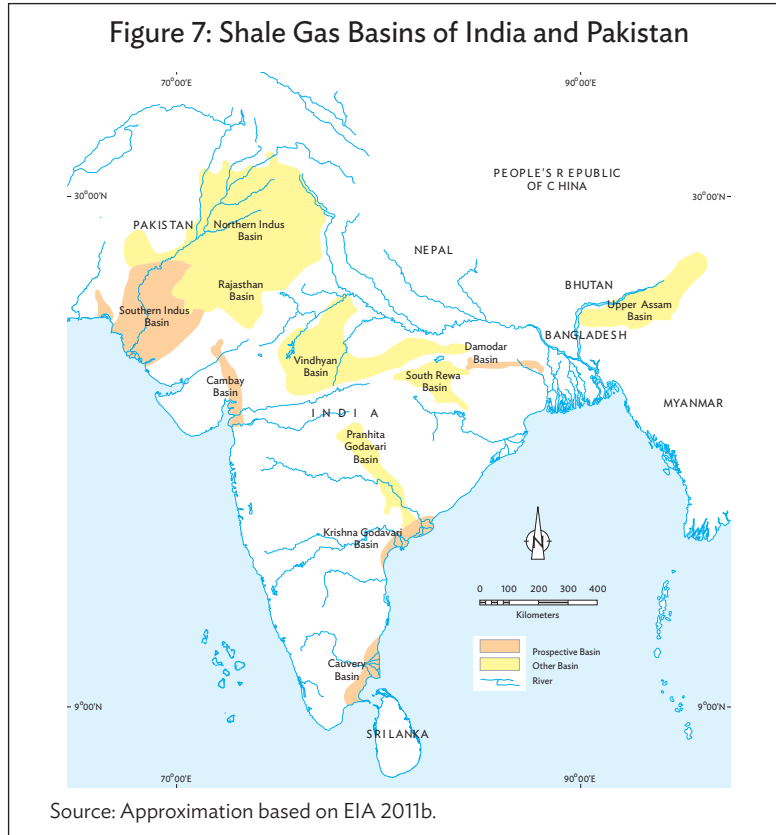 Figure 7: Shale Gas Basins of India and Pakistan
70°00'E
90°00'E
PEOPLE'S REPUBLIC
OF CHINA
30°00'N
30°00'N
PAKISTAN
Northern Indus
Basin
NEPAL
Rajasthan
Basin
BHUTAN
Southern Indus
Basin
Upper Assam
Basin
BANGLADESH
Damodar
Basin
Vindhyan
Basin
South Rewa
Basin
Cambay
Basin
MYANMAR
INDIA
Pranhita
Godavari
Basin
Krishna Godavari
Basin
N
0 100 200 300 400
Kilometers
Prospective Basin
Other Basin
River
Cauvery
Basin
9°00'N
9°00'N
SRI LANKA
70°00'E
90°00'E
Source: Approximation based on EIA 2011b.